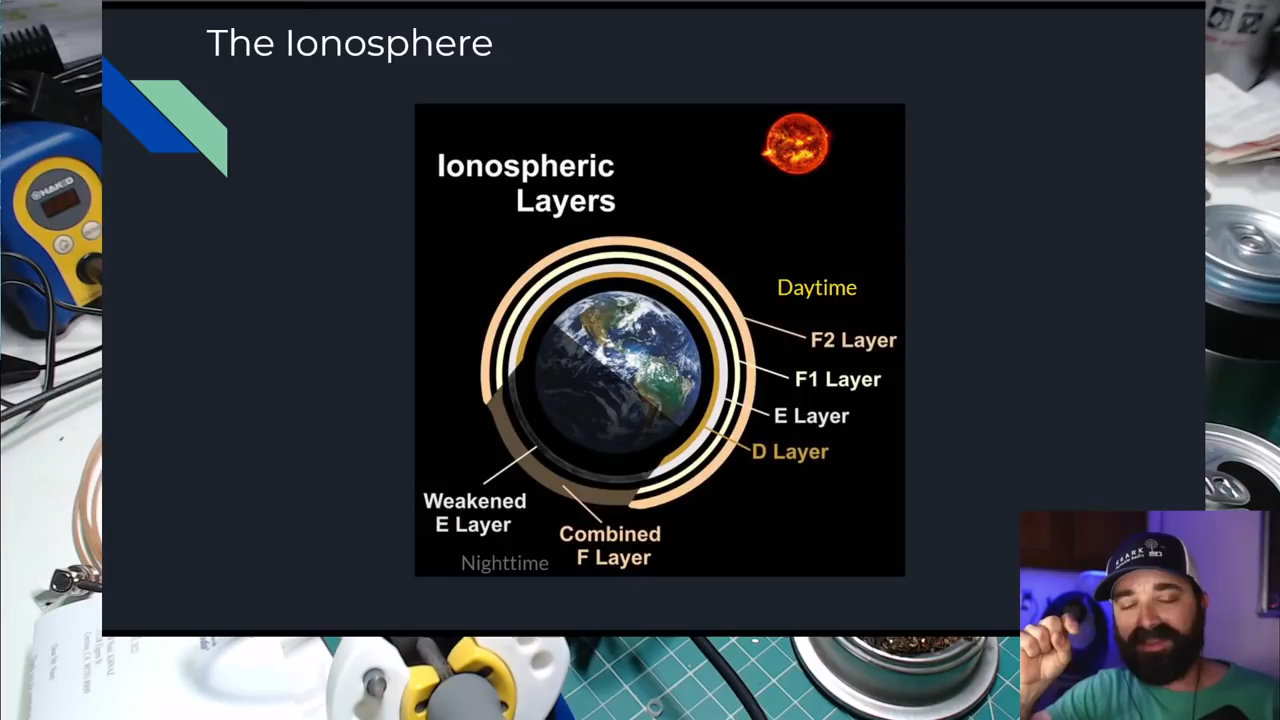 The Ionosphere
Ionospheric
Layers
Daytime
F2 Layer
F1 Layer
E Layer
D Layer
Weakened
E Layer
Combined
F Layer
Nighttime
HAKKO